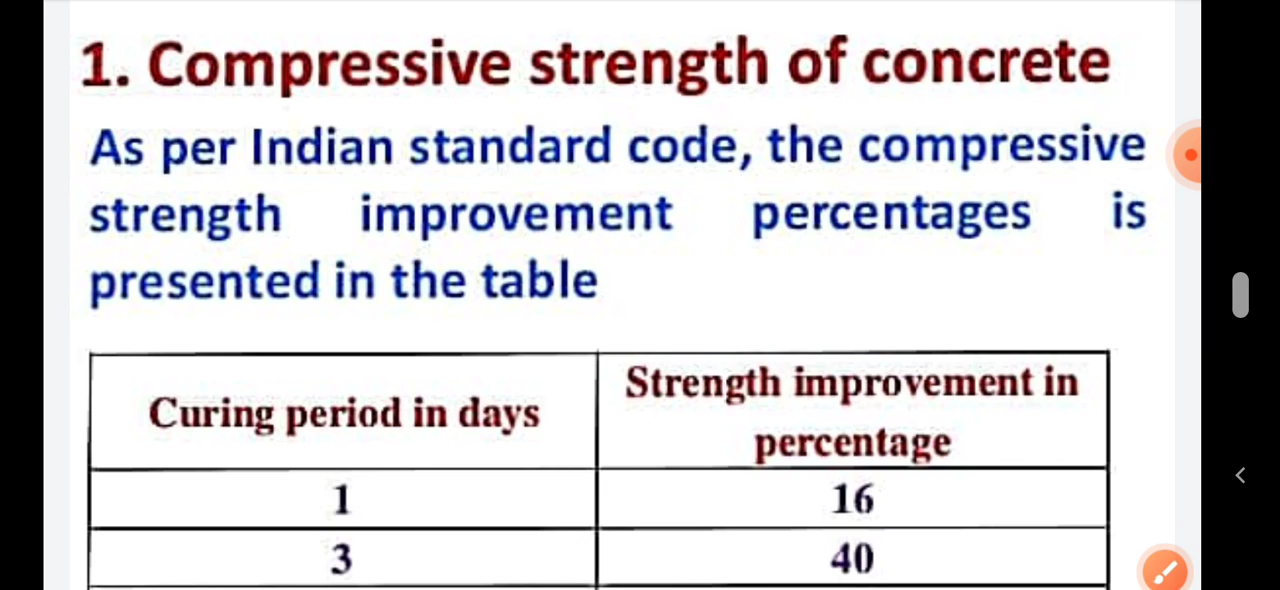 1. Compressive strength of concrete
As per Indian standard code, the compressive
strength improvement percentages is
presented in the table
Curing period in days
Strength improvement in
percentage
1 16
3 40